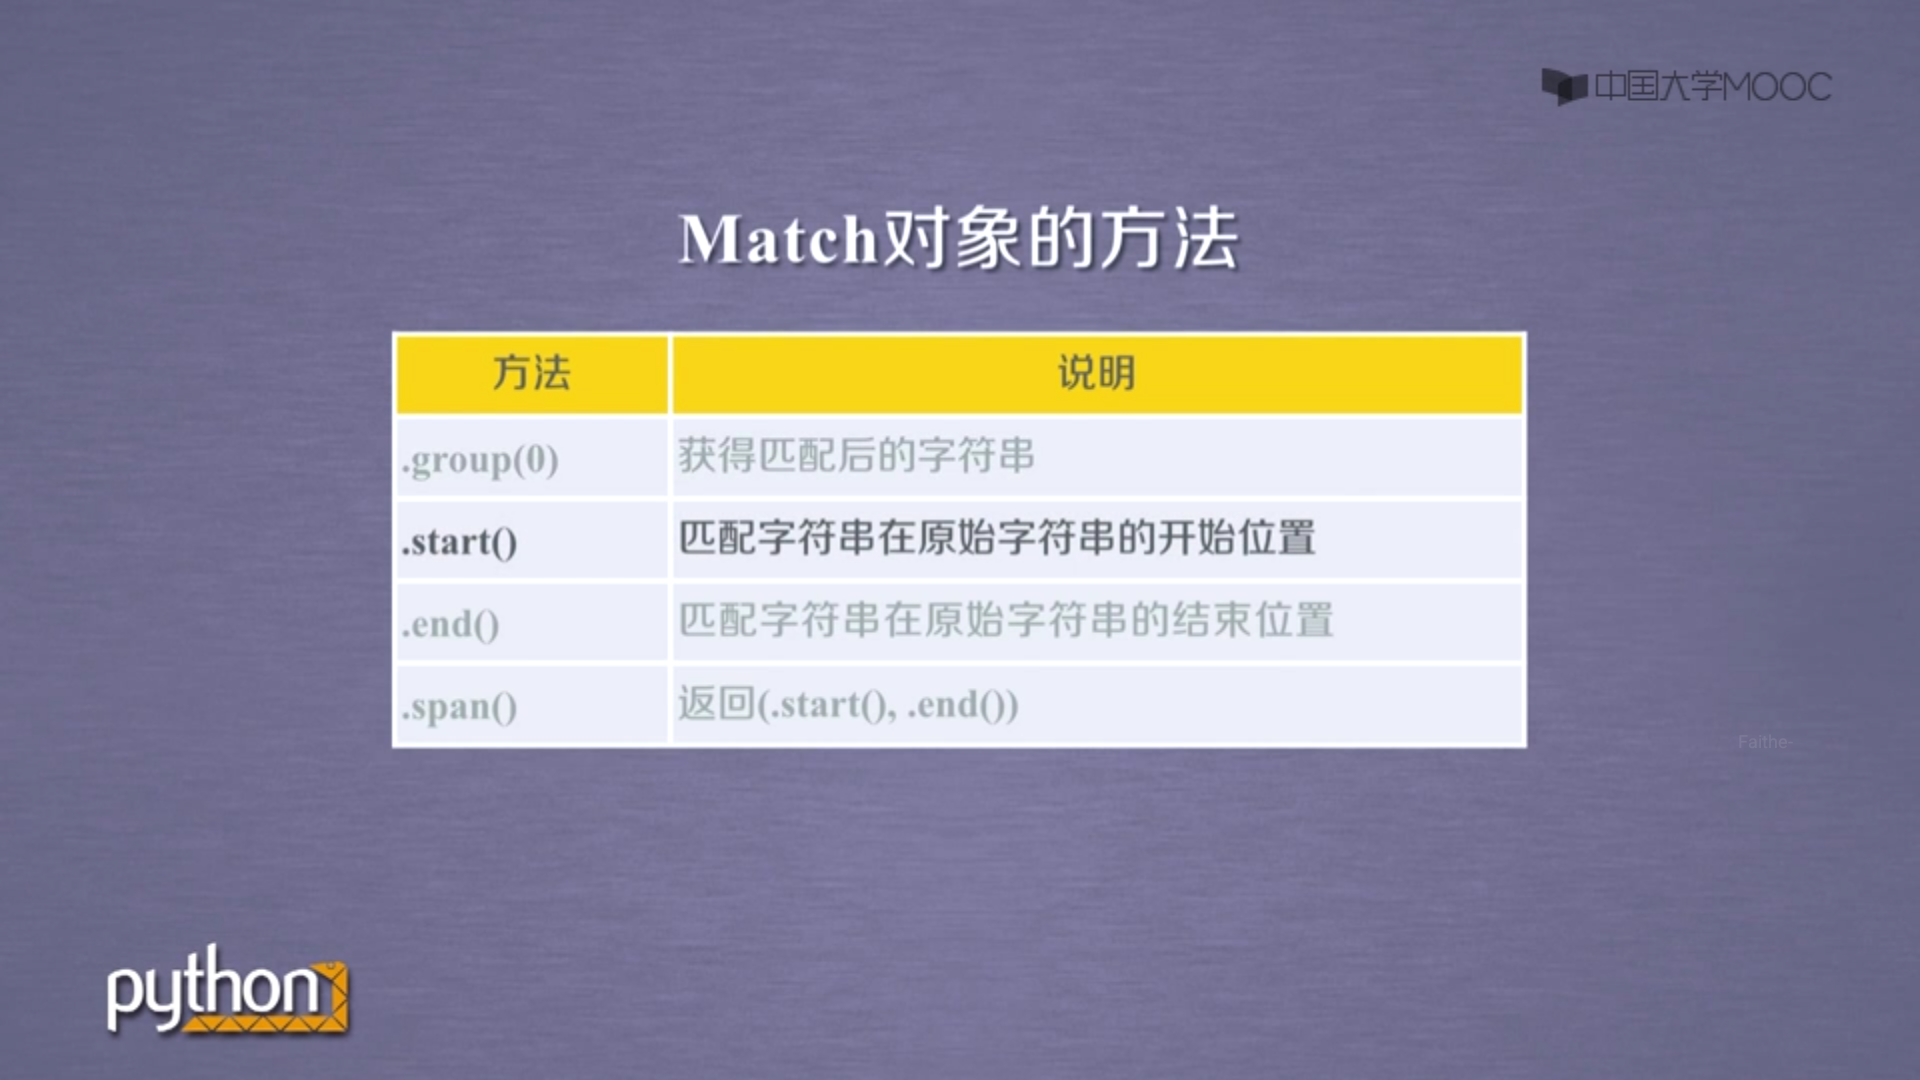 中国大学MOOC
Match对象的方法
方法 说明
.group(0) 获得匹配后的字符串
.start() 匹配字符串在原始字符串的开始位置
.end() 匹配字符串在原始字符串的结束位置
.span() 返回(.start(), .end())
Faithe-
python